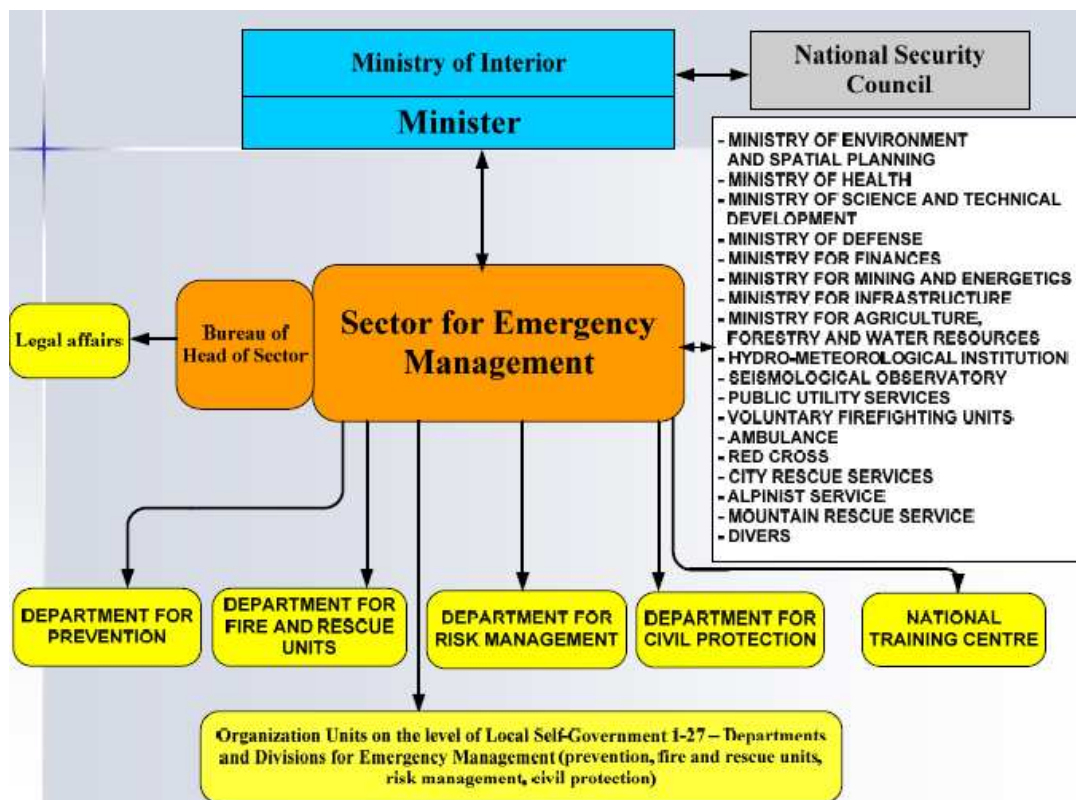 Ministry of Interior
Minister
National Security
Council
- MINISTRY OF ENVIRONMENT
AND SPATIAL PLANNING
- MINISTRY OF HEALTH
- MINISTRY OF SCIENCE AND TECHNICAL
DEVELOPMENT
- MINISTRY OF DEFENSE
- MINISTRY FOR FINANCES
- MINISTRY FOR MINING AND ENERGETICS
- MINISTRY FOR INFRASTRUCTURE
- MINISTRY FOR AGRICULTURE,
FORESTRY AND WATER RESOURCES
- HYDRO-METEOROLOGICAL INSTITUTION
- SEISMOLOGICAL OBSERVATORY
- PUBLIC UTILITY SERVICES
- VOLUNTARY FIREFIGHTING UNITS
- AMBULANCE
- RED CROSS
- CITY RESCUE SERVICES
- ALPINIST SERVICE
- MOUNTAIN RESCUE SERVICE
- DIVERS
Legal affairs
Bureau of
Head of Sector
Sector for Emergency
Management
DEPARTMENT FOR
PREVENTION
DEPARTMENT FOR
FIRE AND RESCUE
UNITS
DEPARTMENT FOR
RISK MANAGEMENT
DEPARTMENT FOR
CIVIL PROTECTION
NATIONAL
TRAINING CENTRE
Organization Units on the level of Local Self-Government 1-27 – Departments
and Divisions for Emergency Management (prevention, fire and rescue units,
risk management, civil protection)